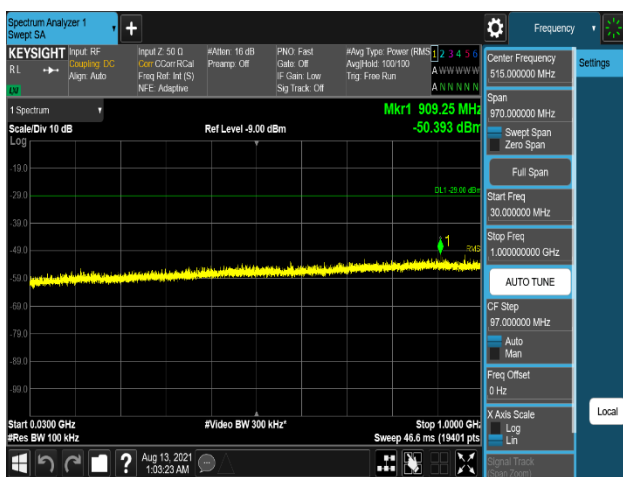 Spectrum Analyzer 1
Swept SA
+
Frequency
KEYSIGHT
RL
Input: RF
Coupling: DC
Align: Auto
Input Z: 50 Ω
Corr CCorr RCal
Freq Ref: Int (S)
NFE: Adaptive
#Atten: 16 dB
Preamp: Off
PNO: Fast
Gate: Off
IF Gain: Low
Sig Track: Off
#Avg Type: Power (RMS
Avg|Hold: 100/100
Trig: Free Run
1 2 3 4 5 6
A W W W W W
A N N N N N
1 Spectrum
Scale/Div 10 dB
Log
Ref Level -9.00 dBm
Mkr1 909.25 MHz
-50.393 dBm
-19.0
-29.0
-39.0
-49.0
-59.0
-69.0
-79.0
-89.0
-99.0
DL1 -29.00 dBm
1
RMS
Start 0.0300 GHz
#Res BW 100 kHz
#Video BW 300 kHz*
Stop 1.0000 GHz
Sweep 46.6 ms (19401 pts
Aug 13, 2021
1:03:23 AM
?
Center Frequency
515.000000 MHz
Span
970.000000 MHz
Swept Span
Zero Span
Full Span
Start Freq
30.000000 MHz
Stop Freq
1.000000000 GHz
AUTO TUNE
CF Step
97.000000 MHz
Auto
Man
Freq Offset
0 Hz
X Axis Scale
Log
Lin
Signal Track
(Span Zoom)
Settings
Local